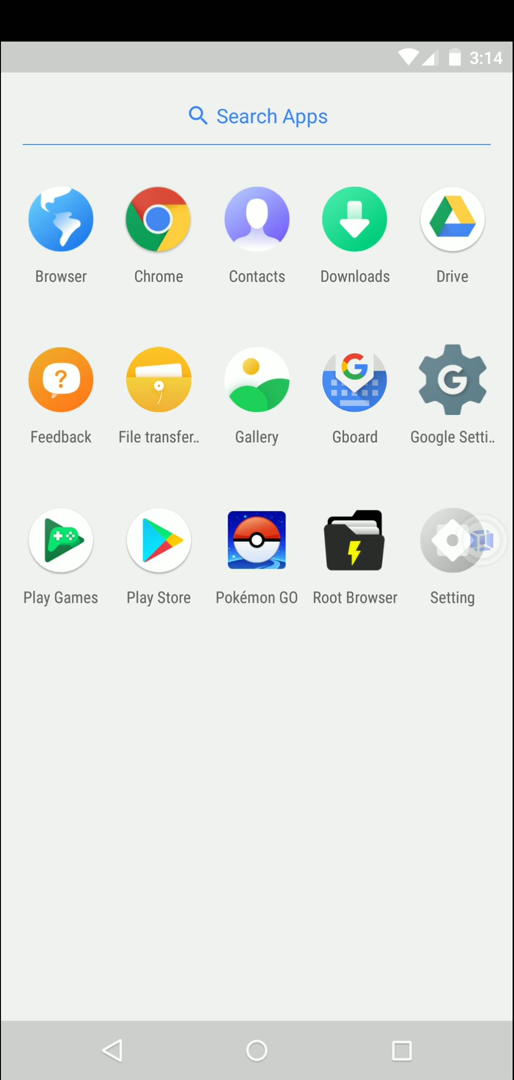 3:14
Search Apps
Browser
Chrome
Contacts
Downloads
Drive
Feedback
File transfer..
Gallery
Gboard
Google Setti..
Play Games
Play Store
Pokémon GO
Root Browser
Setting